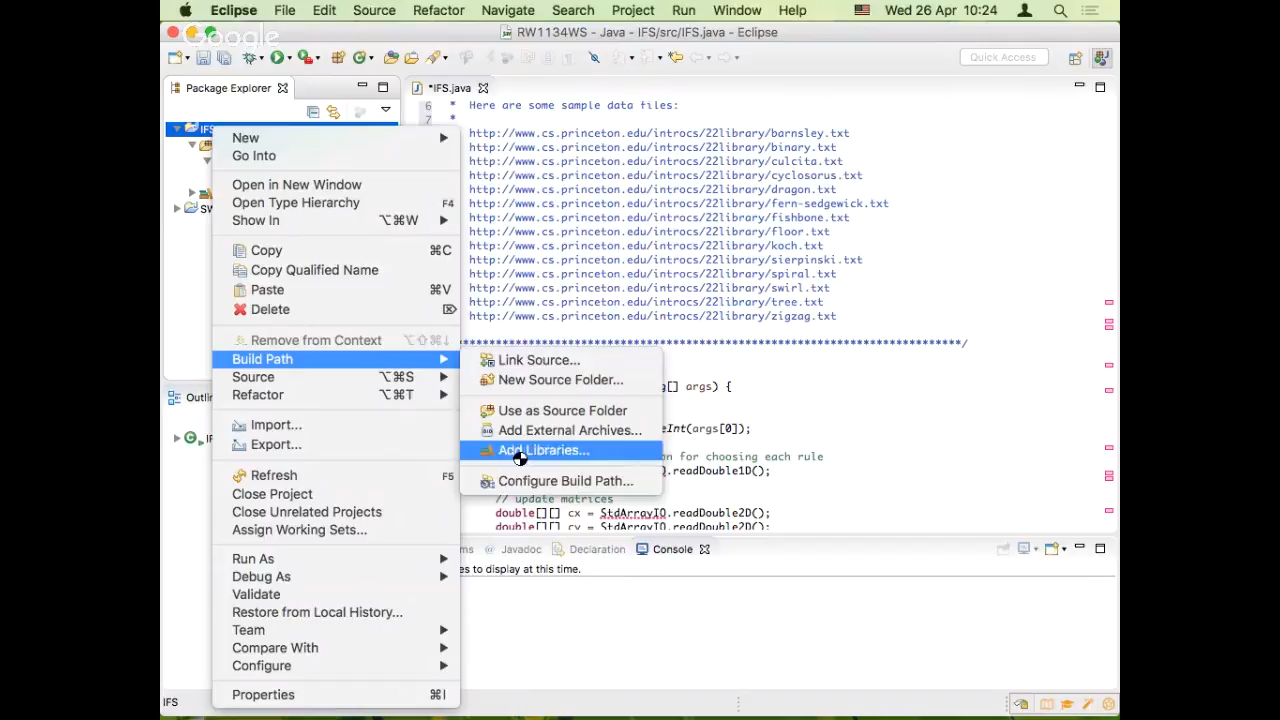 Eclipse File Edit Source Refactor Navigate Search Project Run Window Help Wed 26 Apr 10:24
Google
RW1134WS - Java - IFS/src/IFS.java - Eclipse
Quick Access
Package Explorer
*IFS.java
6 * Here are some sample data files:
7 *
http://www.cs.princeton.edu/introcs/22library/barnsley.txt
http://www.cs.princeton.edu/introcs/22library/binary.txt
http://www.cs.princeton.edu/introcs/22library/culcita.txt
http://www.cs.princeton.edu/introcs/22library/cyclosorus.txt
http://www.cs.princeton.edu/introcs/22library/dragon.txt
http://www.cs.princeton.edu/introcs/22library/fern-sedgewick.txt
http://www.cs.princeton.edu/introcs/22library/fishbone.txt
http://www.cs.princeton.edu/introcs/22library/floor.txt
http://www.cs.princeton.edu/introcs/22library/koch.txt
http://www.cs.princeton.edu/introcs/22library/sierpinski.txt
http://www.cs.princeton.edu/introcs/22library/spiral.txt
http://www.cs.princeton.edu/introcs/22library/swirl.txt
http://www.cs.princeton.edu/introcs/22library/tree.txt
http://www.cs.princeton.edu/introcs/22library/zigzag.txt
IFS
SW
Outli
IF
New
Go Into
Open in New Window
Open Type Hierarchy F4
Show In ⌥⌘W
Copy ⌘C
Copy Qualified Name
Paste ⌘V
Delete ⌦
Remove from Context ⌥⇧⌘↓
Build Path
Source ⌥⌘S
Refactor ⌥⌘T
Import...
Export...
Refresh F5
Close Project
Close Unrelated Projects
Assign Working Sets...
Run As
Debug As
Validate
Restore from Local History...
Team
Compare With
Configure
Properties ⌘I
Link Source...
New Source Folder...
Use as Source Folder
Add External Archives...
Add Libraries...
Configure Build Path...
g[] args) {
eInt(args[0]);
on for choosing each rule
.readDouble1D();
// update matrices
double[][] cx = StdArrayIO.readDouble2D();
double[][] cy = StdArrayIO.readDouble2D();
ms Javadoc Declaration Console
es to display at this time.
IFS